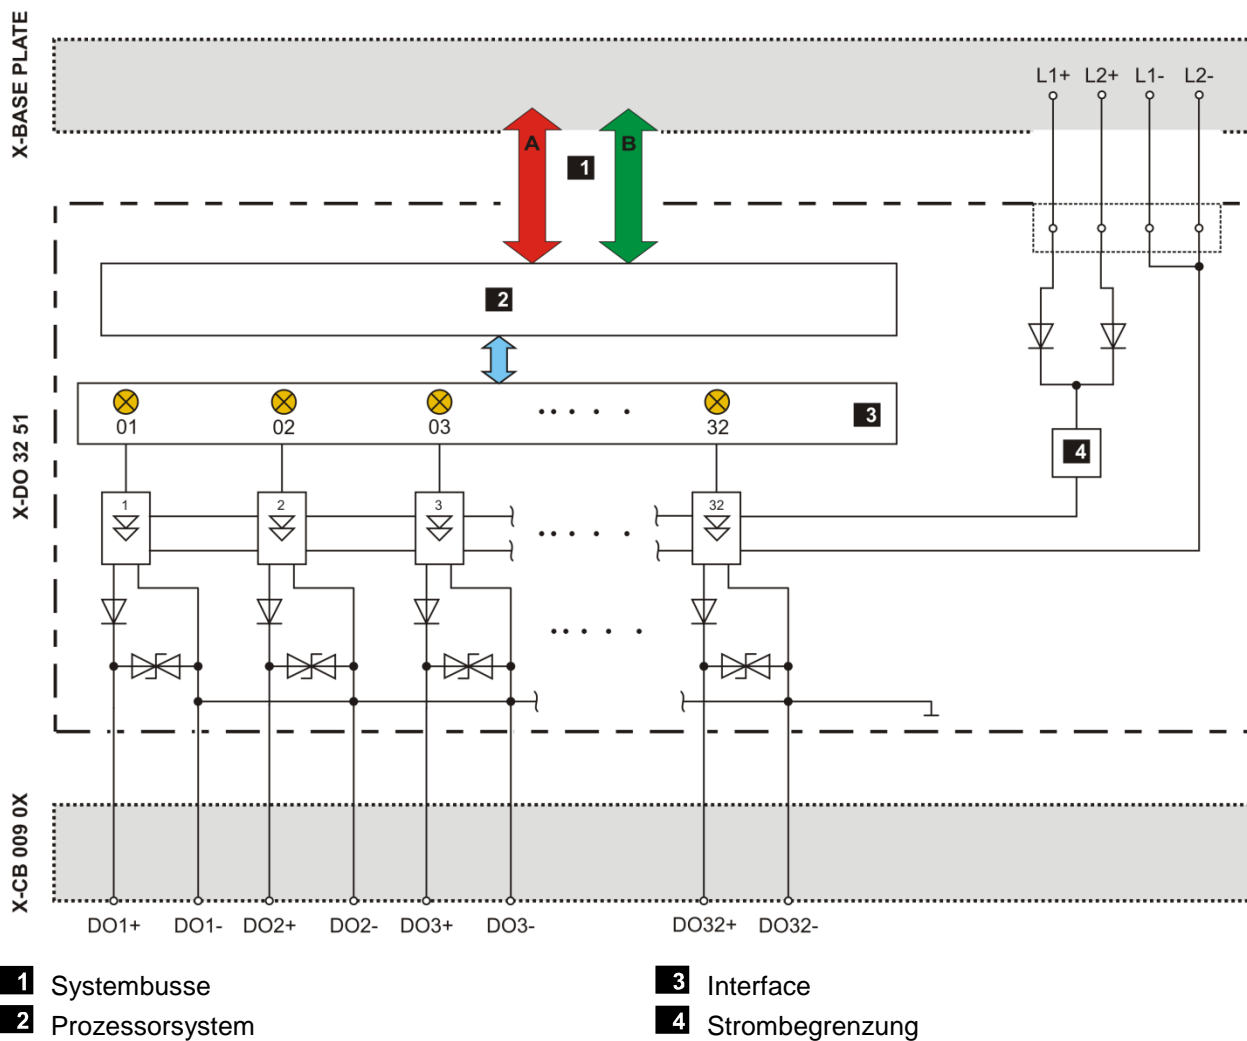 X-BASE PLATE
L1+ L2+ L1- L2-
A B
1
2
X-DO 32 51
01 02 03 32
3
4
1 2 3 32
X-CB 009 0X
DO1+ DO1- DO2+ DO2- DO3+ DO3- DO32+ DO32-
1 Systembusse
3 Interface
2 Prozessorsystem
4 Strombegrenzung